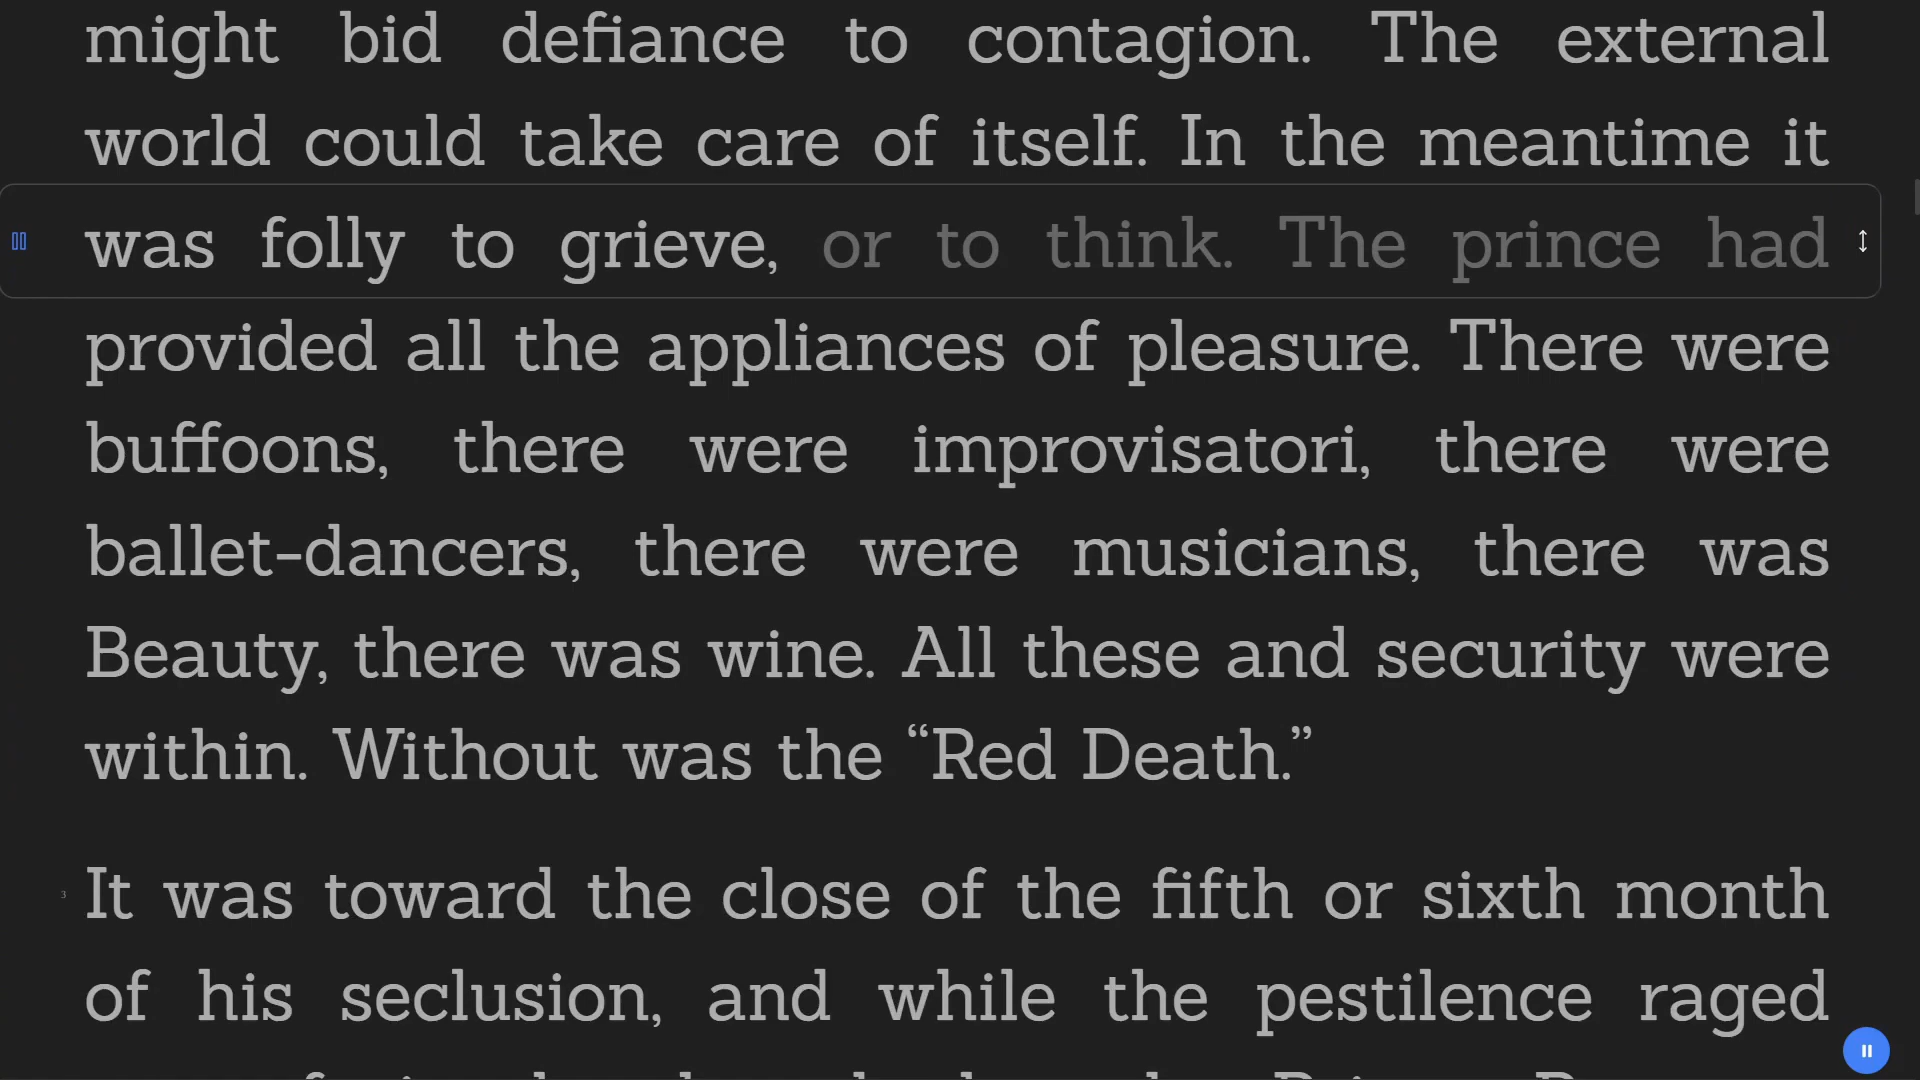 might bid defiance to contagion. The external
world could take care of itself. In the meantime it
was folly to grieve, or to think. The prince had
provided all the appliances of pleasure. There were
buffoons, there were improvisatori, there were
ballet-dancers, there were musicians, there was
Beauty, there was wine. All these and security were
within. Without was the “Red Death.”
3
It was toward the close of the fifth or sixth month
of his seclusion, and while the pestilence raged